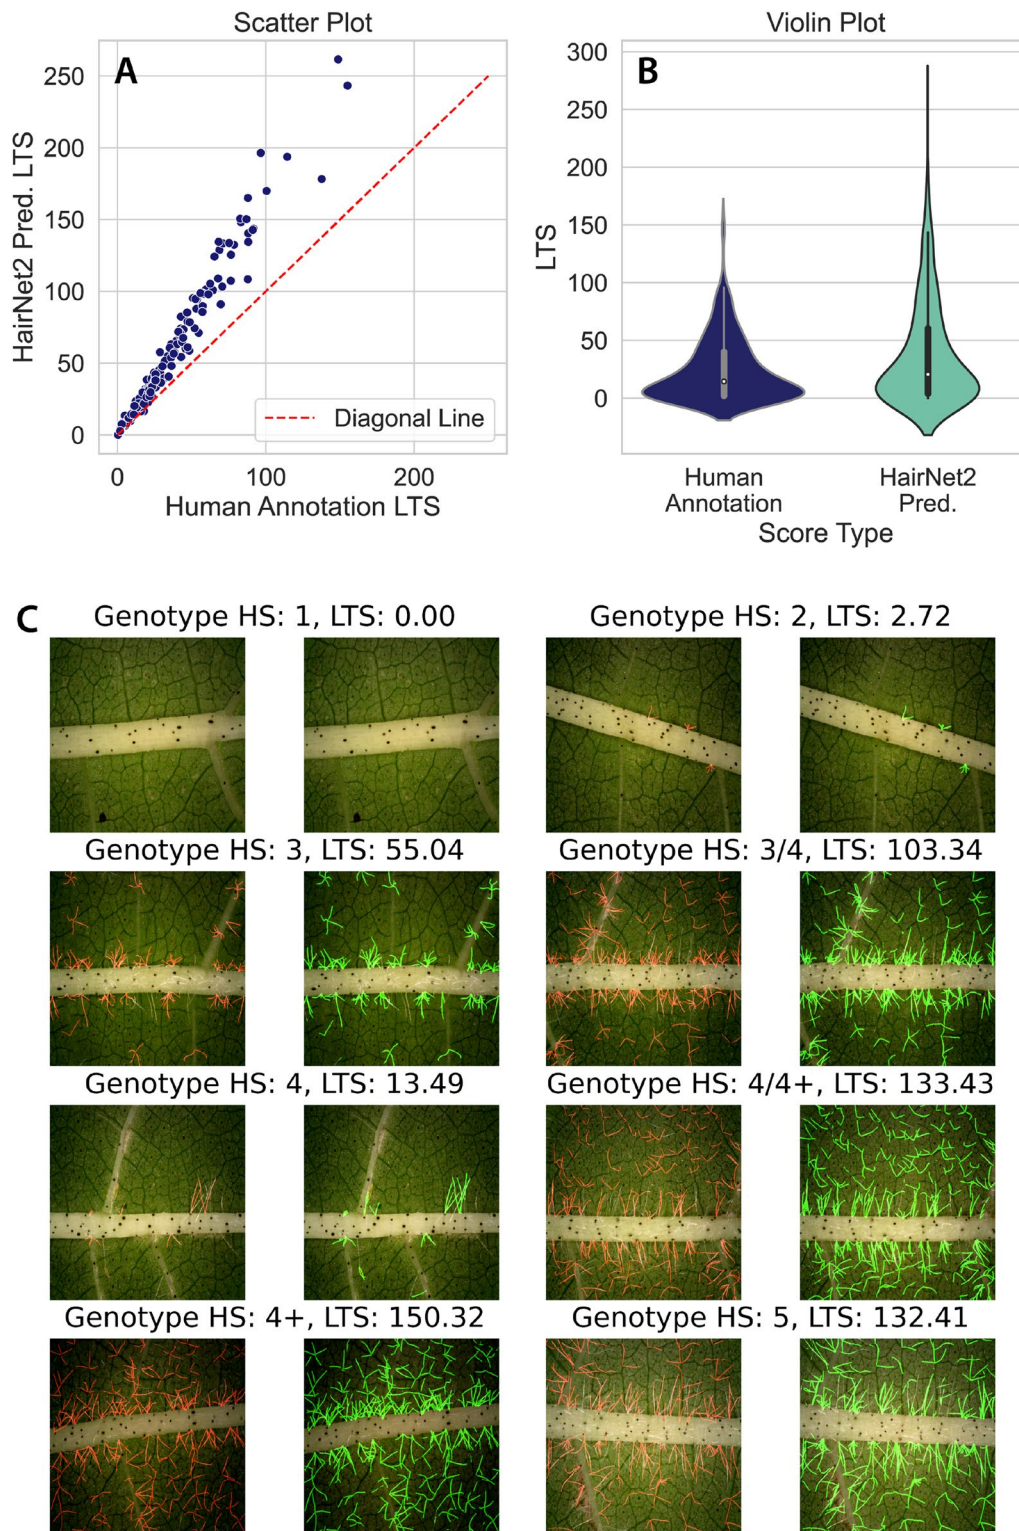 Scatter Plot
A
250
200
150
100
50
0
HairNet2 Pred. LTS
Diagonal Line
0
100
200
Human Annotation LTS
Violin Plot
B
300
250
200
150
100
50
0
LTS
Human
Annotation
HairNet2
Pred.
Score Type
C
Genotype HS: 1, LTS: 0.00
Genotype HS: 2, LTS: 2.72
Genotype HS: 3, LTS: 55.04
Genotype HS: 3/4, LTS: 103.34
Genotype HS: 4, LTS: 13.49
Genotype HS: 4/4+, LTS: 133.43
Genotype HS: 4+, LTS: 150.32
Genotype HS: 5, LTS: 132.41